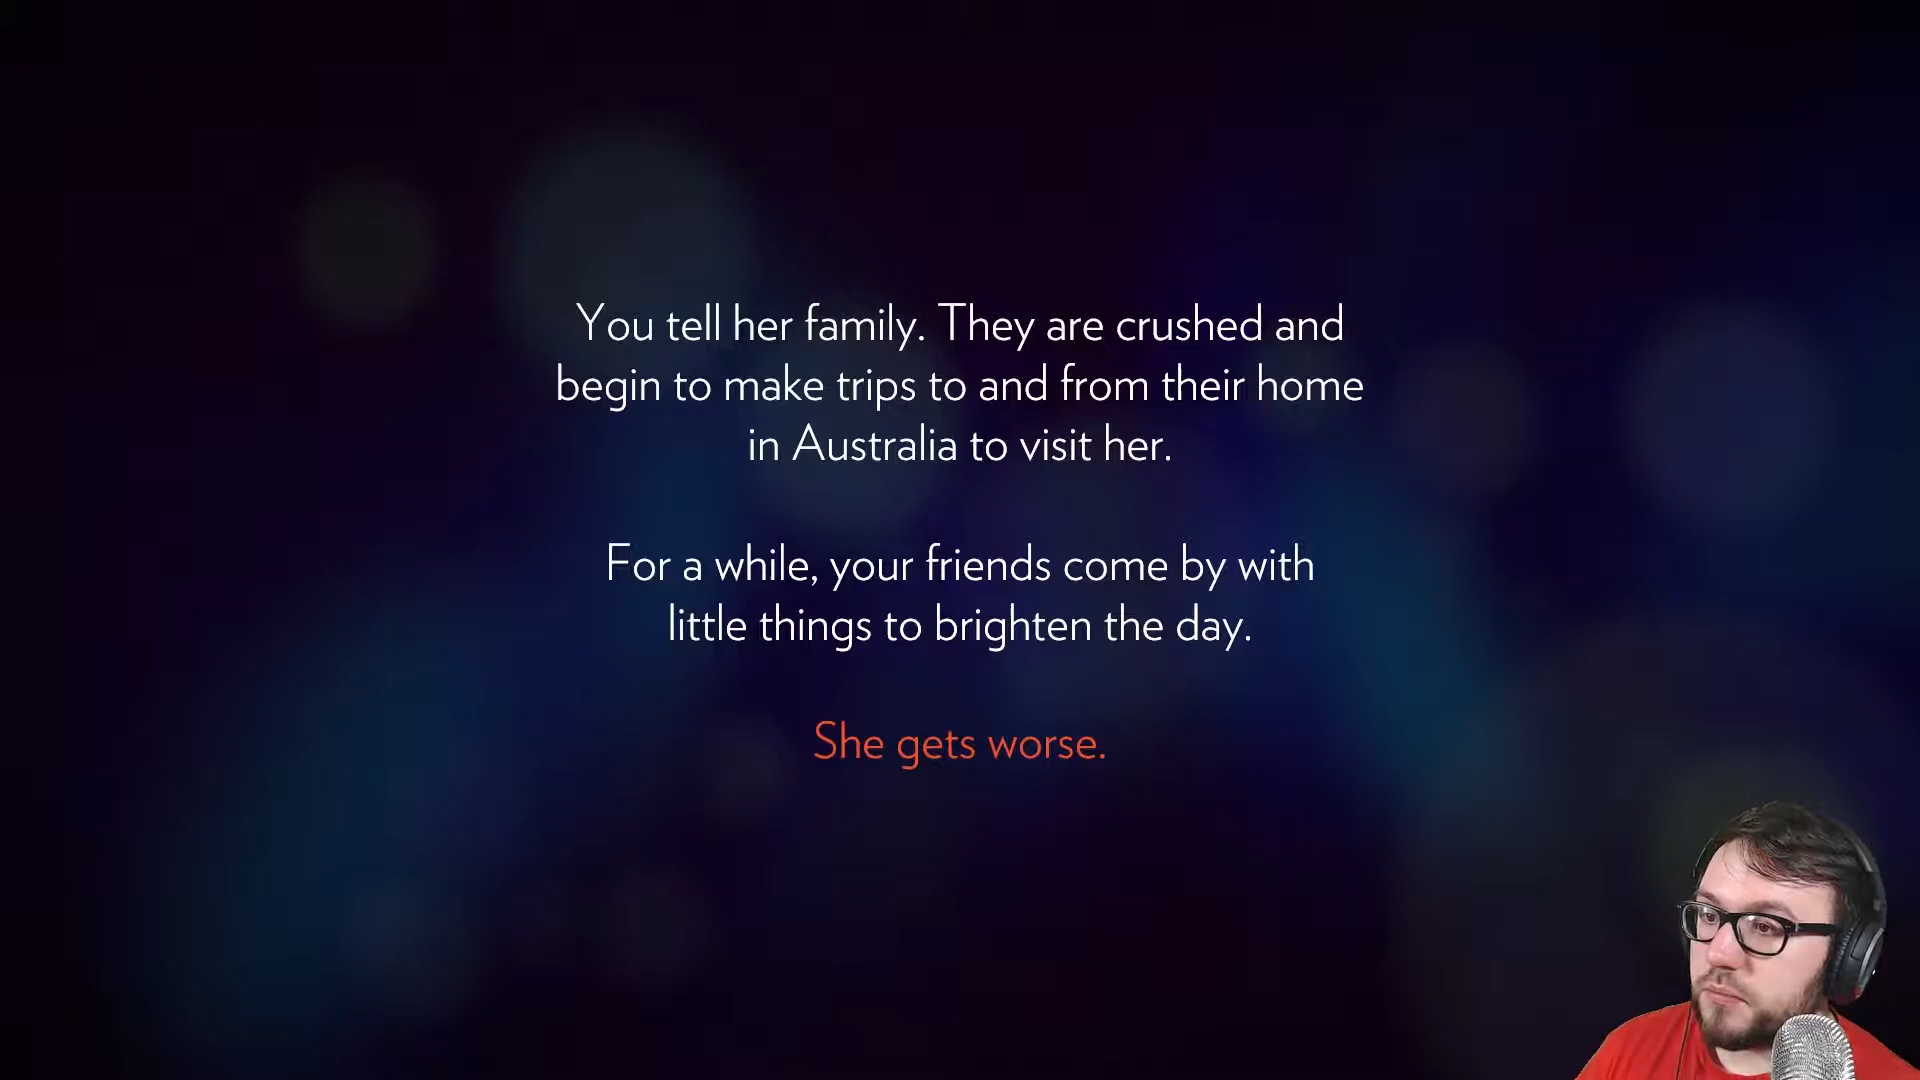 You tell her family. They are crushed and
begin to make trips to and from their home
in Australia to visit her.
For a while, your friends come by with
little things to brighten the day.
She gets worse.